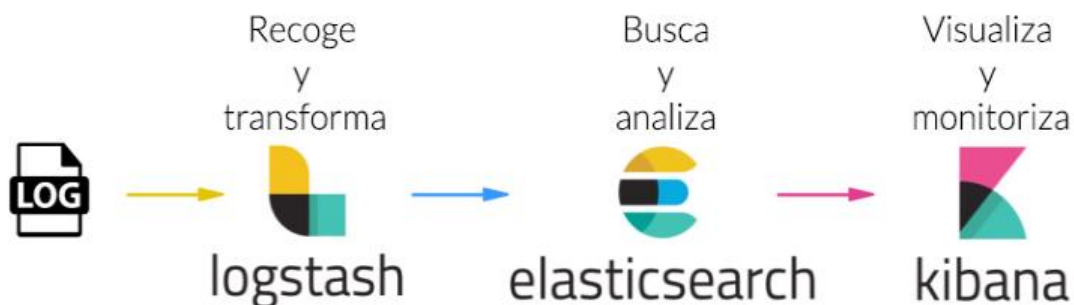 Recoge
y
transforma
Busca
y
analiza
Visualiza
y
monitoriza
LOG
logstash
elasticsearch
kibana